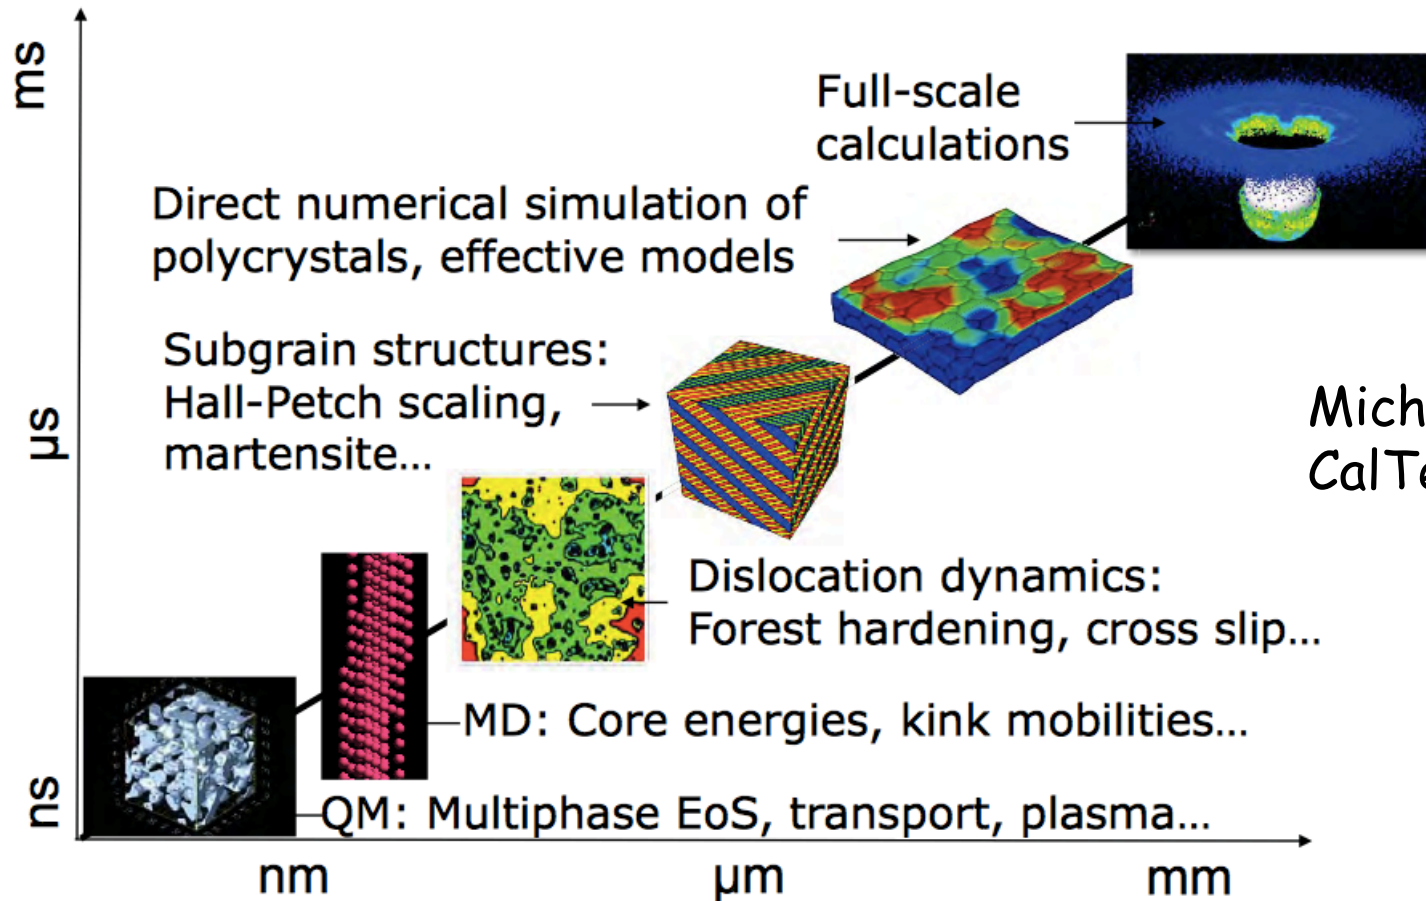 ms
Full-scale
calculations
Direct numerical simulation of
polycrystals, effective models
Subgrain structures:
Hall-Petch scaling,
martensite…
μs
Mich
CalTe
Dislocation dynamics:
Forest hardening, cross slip…
MD: Core energies, kink mobilities…
ns
QM: Multiphase EoS, transport, plasma…
nm
μm
mm